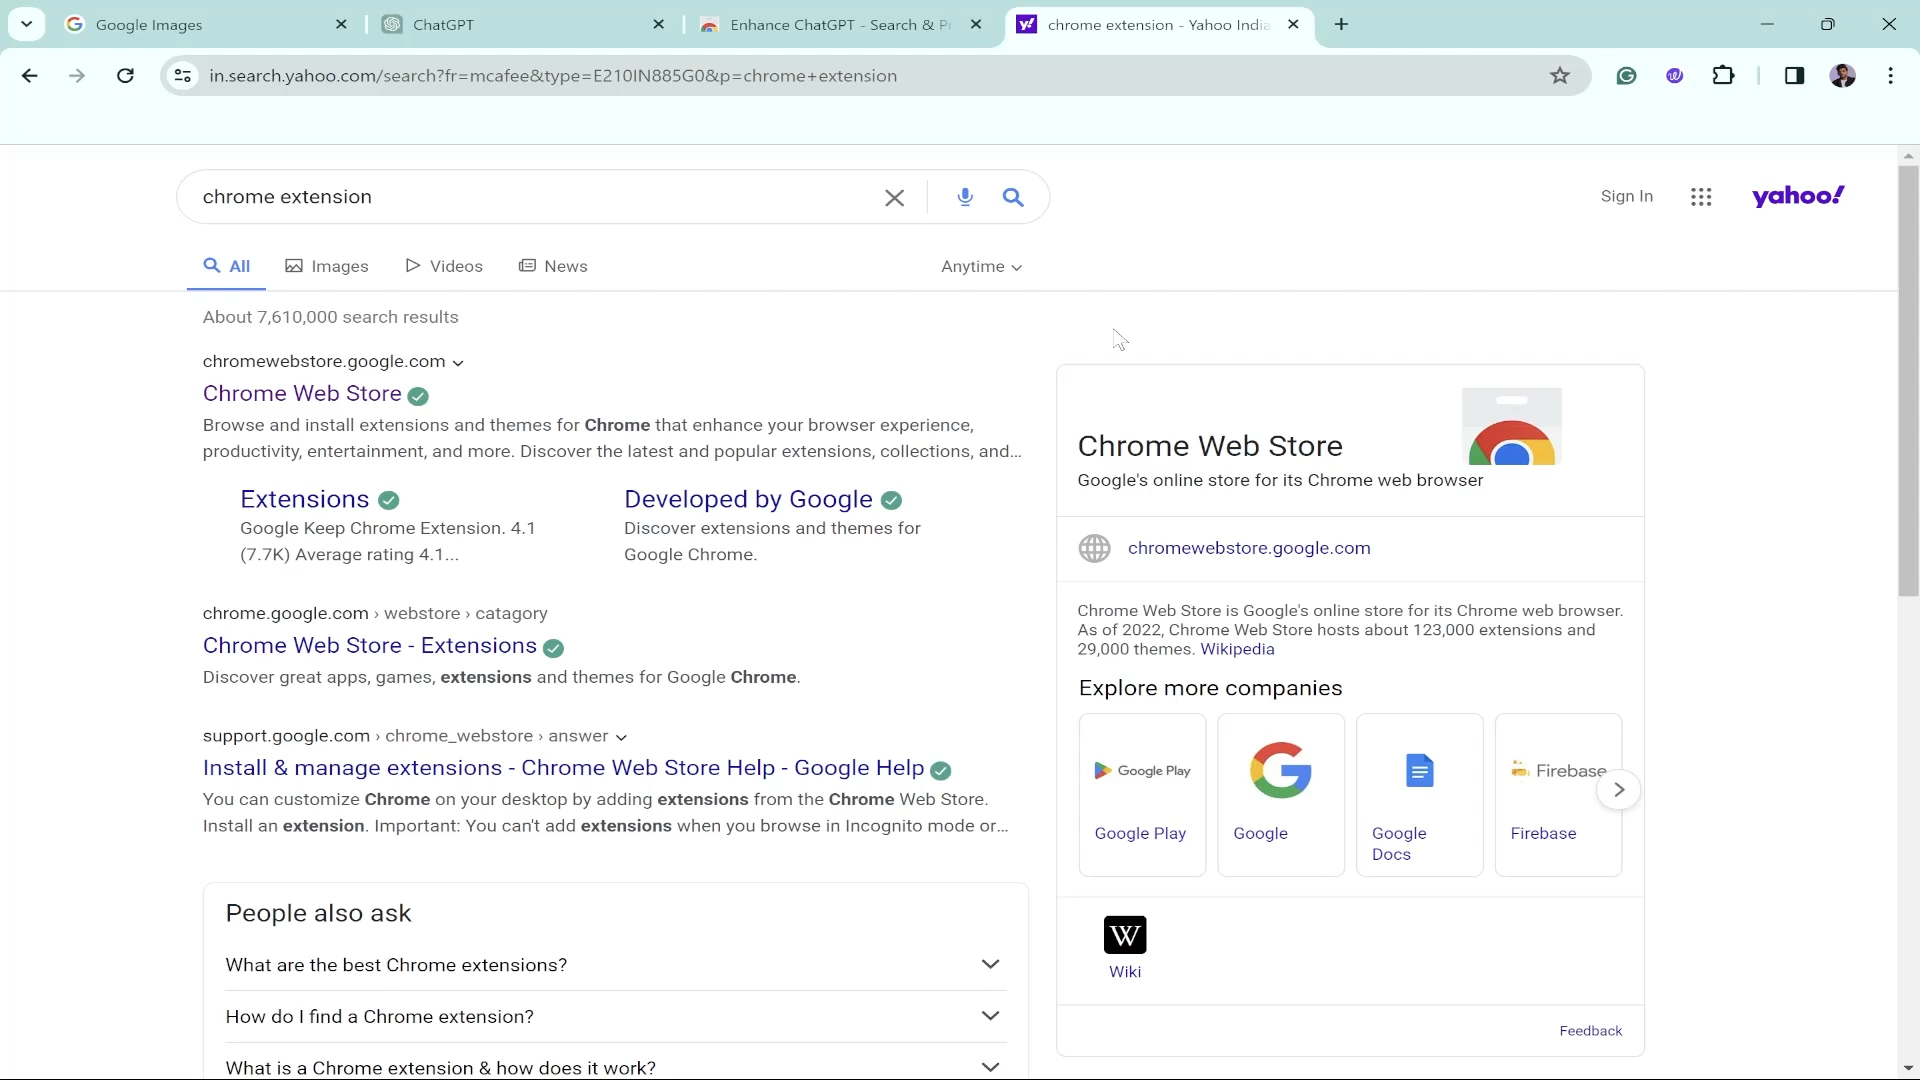 Google Images
ChatGPT
Enhance ChatGPT - Search & P
chrome extension - Yahoo India
in.search.yahoo.com/search?fr=mcafee&type=E210IN885G0&p=chrome+extension
chrome extension
Sign In
yahoo!
All
Images
Videos
News
Anytime
About 7,610,000 search results
chromewebstore.google.com
Chrome Web Store
Browse and install extensions and themes for Chrome that enhance your browser experience,
productivity, entertainment, and more. Discover the latest and popular extensions, collections, and...
Extensions
Google Keep Chrome Extension. 4.1
(7.7K) Average rating 4.1...
Developed by Google
Discover extensions and themes for
Google Chrome.
chrome.google.com › webstore › catagory
Chrome Web Store - Extensions
Discover great apps, games, extensions and themes for Google Chrome.
support.google.com › chrome_webstore › answer
Install & manage extensions - Chrome Web Store Help - Google Help
You can customize Chrome on your desktop by adding extensions from the Chrome Web Store.
Install an extension. Important: You can't add extensions when you browse in Incognito mode or...
People also ask
What are the best Chrome extensions?
How do I find a Chrome extension?
What is a Chrome extension & how does it work?
Chrome Web Store
Google's online store for its Chrome web browser
chromewebstore.google.com
Chrome Web Store is Google's online store for its Chrome web browser.
As of 2022, Chrome Web Store hosts about 123,000 extensions and
29,000 themes. Wikipedia
Explore more companies
Google Play
Firebase
Google Play
Google
Google
Docs
Firebase
W
Wiki
Feedback